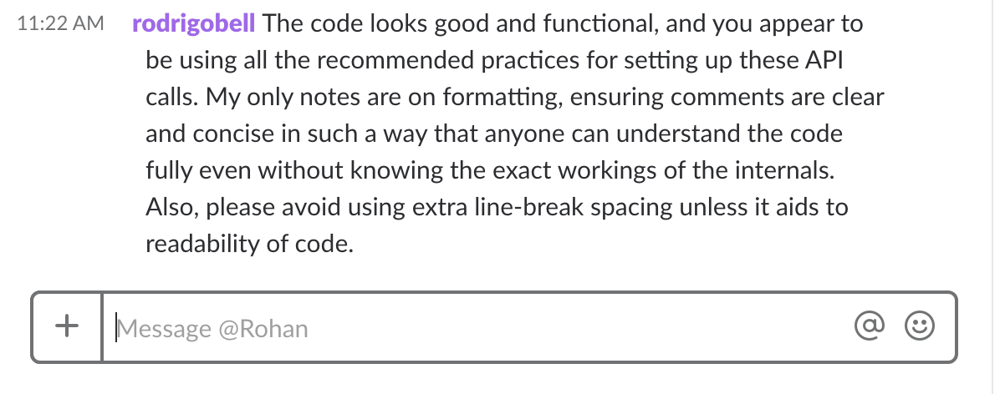 11:22 AM rodrigobell The code looks good and functional, and you appear to
be using all the recommended practices for setting up these API
calls. My only notes are on formatting, ensuring comments are clear
and concise in such a way that anyone can understand the code
fully even without knowing the exact workings of the internals.
Also, please avoid using extra line-break spacing unless it aids to
readability of code.
Message @Rohan